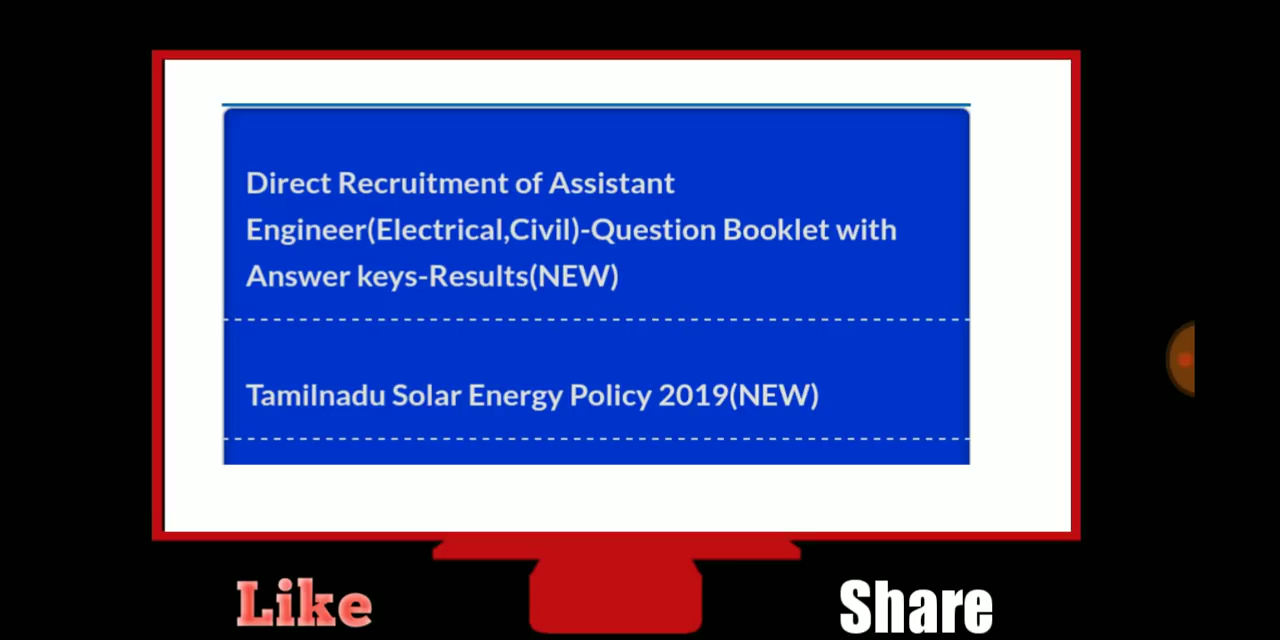 Direct Recruitment of Assistant
Engineer(Electrical,Civil)-Question Booklet with
Answer keys-Results(NEW)
Tamilnadu Solar Energy Policy 2019(NEW)
Like
Share